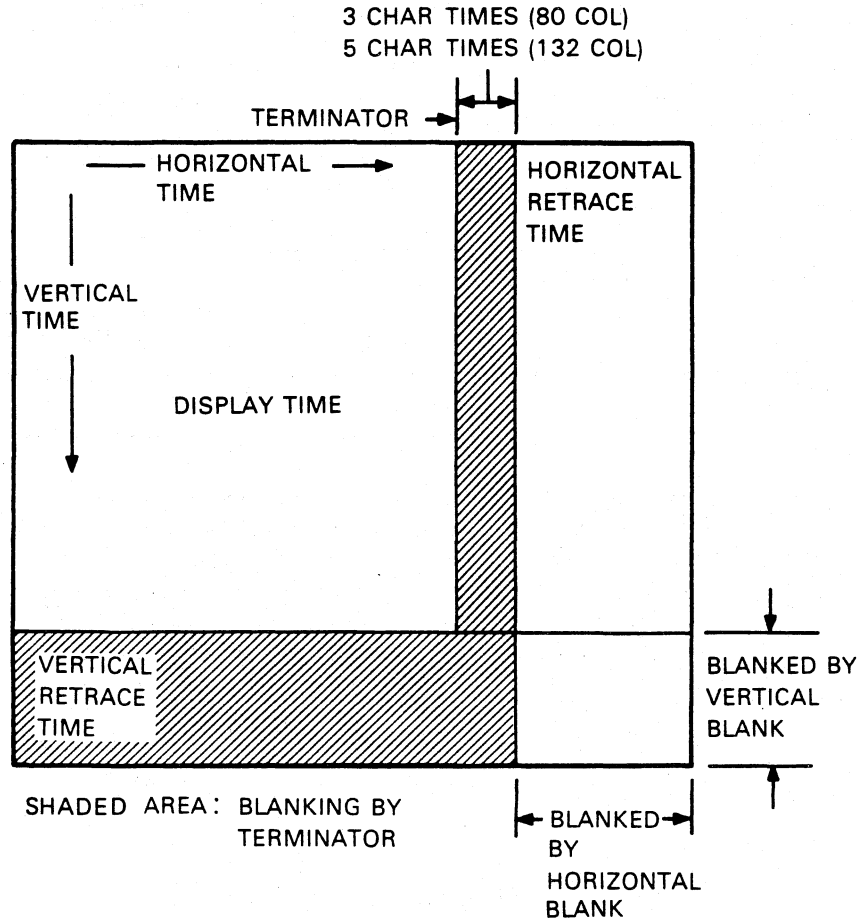 3 CHAR TIMES (80 COL)
5 CHAR TIMES (132 COL)
TERMINATOR
HORIZONTAL
TIME
HORIZONTAL
RETRACE
TIME
VERTICAL
TIME
DISPLAY TIME
VERTICAL
RETRACE
TIME
BLANKED BY
VERTICAL
BLANK
SHADED AREA: BLANKING BY
TERMINATOR
BLANKED
BY
HORIZONTAL
BLANK